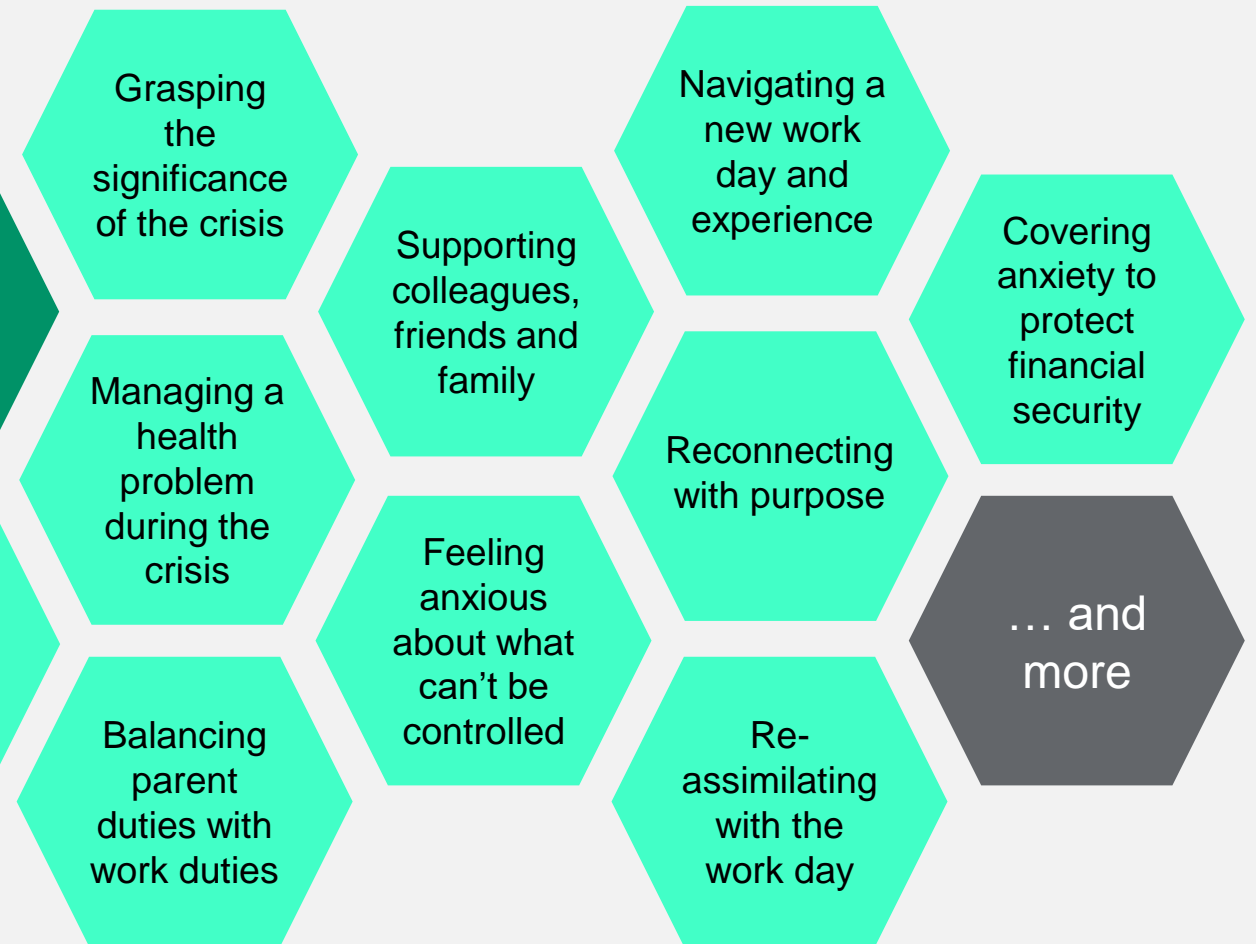 Grasping
the
significance
of the crisis
Managing a
health
problem
during the
crisis
Balancing
parent
duties with
work duties
Supporting
colleagues,
friends and
family
Feeling
anxious
about what
can’t be
controlled
Navigating a
new work
day and
experience
Reconnecting
with purpose
Re-
assimilating
with the
work day
Covering
anxiety to
protect
financial
security
… and
more